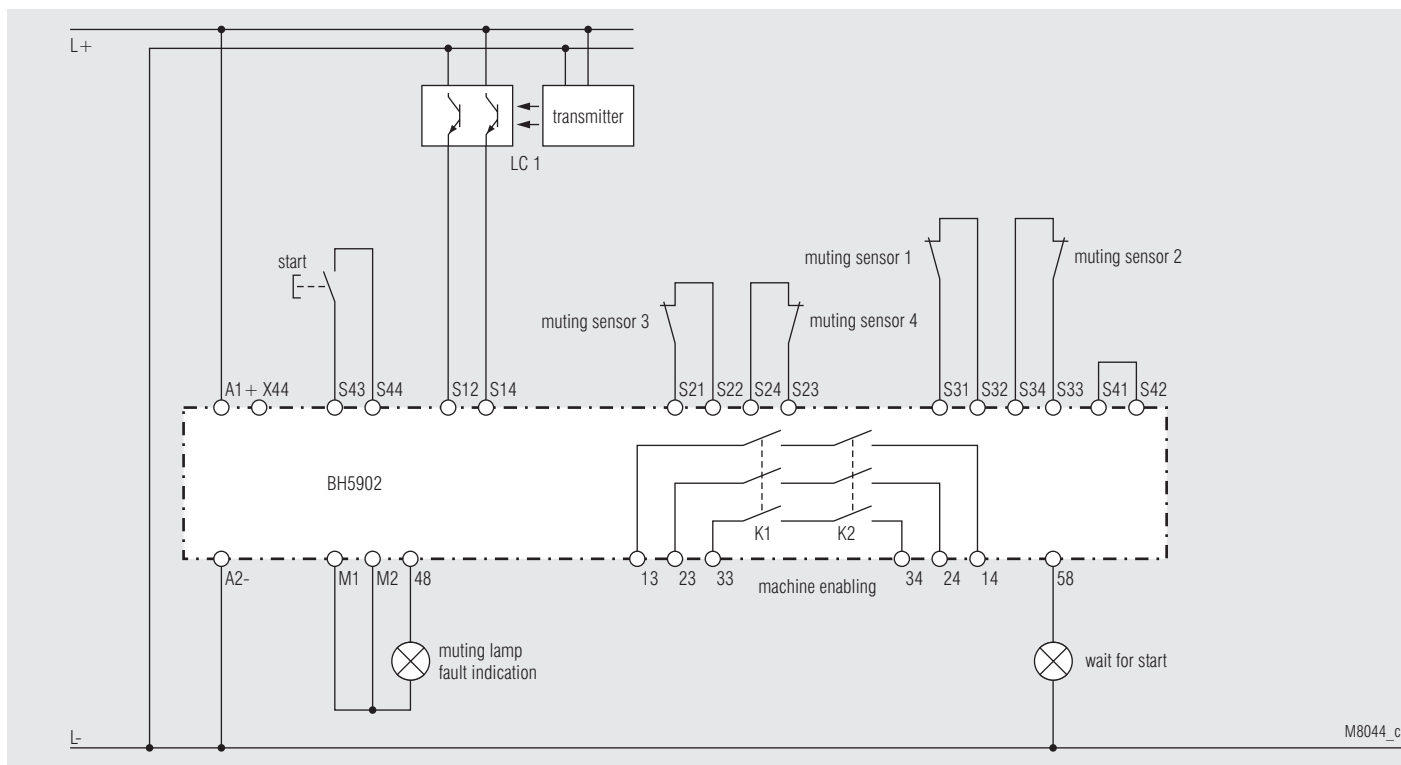 L+
transmitter
LC 1
start
muting sensor 1
muting sensor 2
muting sensor 3
muting sensor 4
A1+ X44 S43 S44 S12 S14 S21 S22 S24 S23 S31 S32 S34 S33 S41 S42
BH5902
K1 K2
A2- M1 M2 48 13 23 33 34 24 14 58
machine enabling
muting lamp
fault indication
wait for start
L-
M8044_c